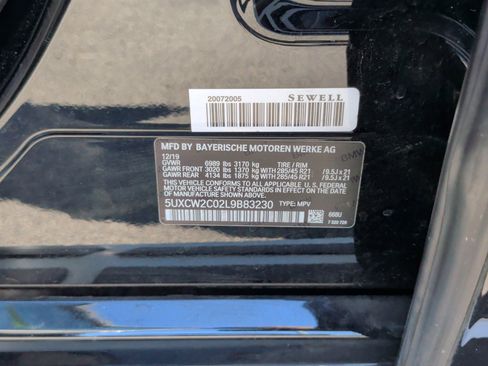 20072005 SEWELL
MFD BY BAYERISCHE MOTOREN WERKE AG
12/19
GVWR 6989 lbs 3170 kg TIRE / RIM
GAWR FRONT 3020 lbs 1370 kg 285/45 R21 / 9.5J x 21
GAWR REAR 4134 lbs 1875 kg 285/45 R21 / 9.5J x 21
THIS VEHICLE CONFORMS TO ALL APPLICABLE U.S. FEDERAL
MOTOR VEHICLE SAFETY STANDARDS IN EFFECT ON THE
DATE OF MANUFACTURE SHOWN ABOVE.
5UXCW2C02L9B83230 TYPE: MPV
668U